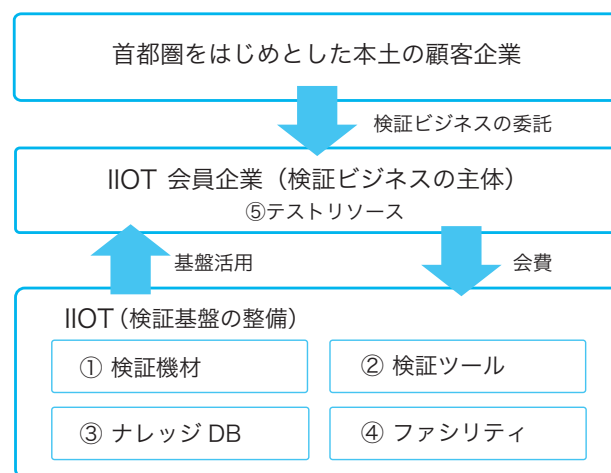 首都圏をはじめとした本土の顧客企業
検証ビジネスの委託
IIOT 会員企業（検証ビジネスの主体）
⑤テストリソース
基盤活用
会費
IIOT（検証基盤の整備）
① 検証機材
② 検証ツール
③ ナレッジ DB
④ ファシリティ